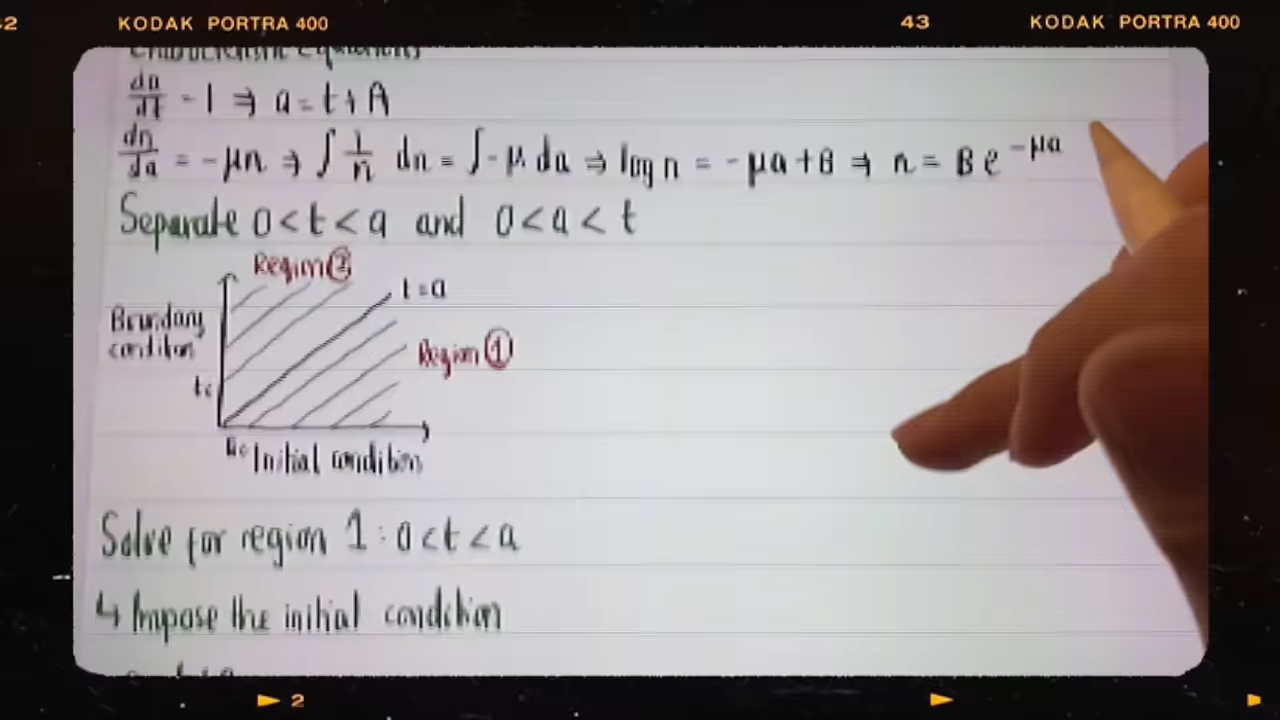 KODAK PORTRA 400 43 KODAK PORTRA 400
Characteristic Equations
da/dt = 1 ⇒ a = t + A
dn/da = -μn ⇒ ∫ 1/n dn = ∫ -μ da ⇒ log n = -μa + B ⇒ n = B e^{-μa}
Separate 0 < t < a and 0 < a < t
Region ②
t = a
Boundary
condition
Region ①
Initial condition
Solve for region 1 : 0 < t < a
↳ Impose the initial condition
2